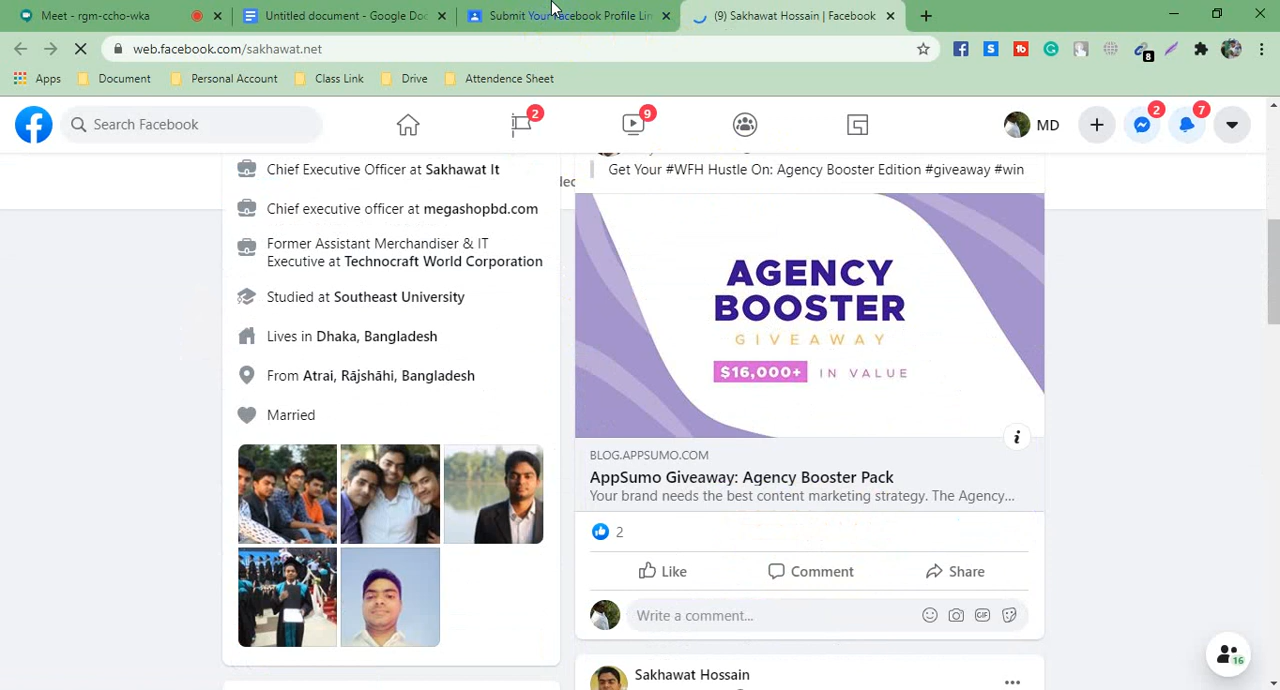 Meet - rgm-ccho-wka
Untitled document - Google Doc
Submit Your Facebook Profile Lin
(9) Sakhawat Hossain | Facebook
web.facebook.com/sakhawat.net
8
Apps
Document
Personal Account
Class Link
Drive
Attendence Sheet
Search Facebook
2
9
MD
2
7
Chief Executive Officer at Sakhawat It
Chief executive officer at megashopbd.com
Former Assistant Merchandiser & IT
Executive at Technocraft World Corporation
Studied at Southeast University
Lives in Dhaka, Bangladesh
From Atrai, Rājshāhi, Bangladesh
Married
Get Your #WFH Hustle On: Agency Booster Edition #giveaway #win
AGENCY
BOOSTER
GIVEAWAY
$16,000+ IN VALUE
BLOG.APPSUMO.COM
AppSumo Giveaway: Agency Booster Pack
Your brand needs the best content marketing strategy. The Agency...
2
Like
Comment
Share
Write a comment...
GIF
Sakhawat Hossain
16